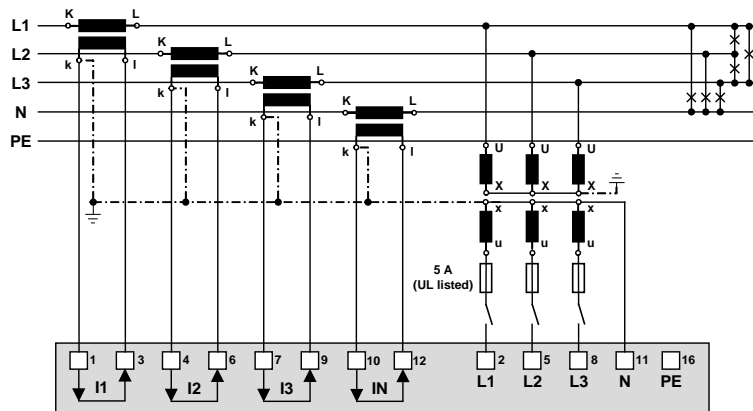 L1 K L
L2 k l K L
L3 k l K L
N k l K L
PE k l
U U U
X X X
x x x
u u u
5 A
(UL listed)
1 3 4 6 7 9 10 12 2 5 8 11 16
I1 I2 I3 IN L1 L2 L3 N PE